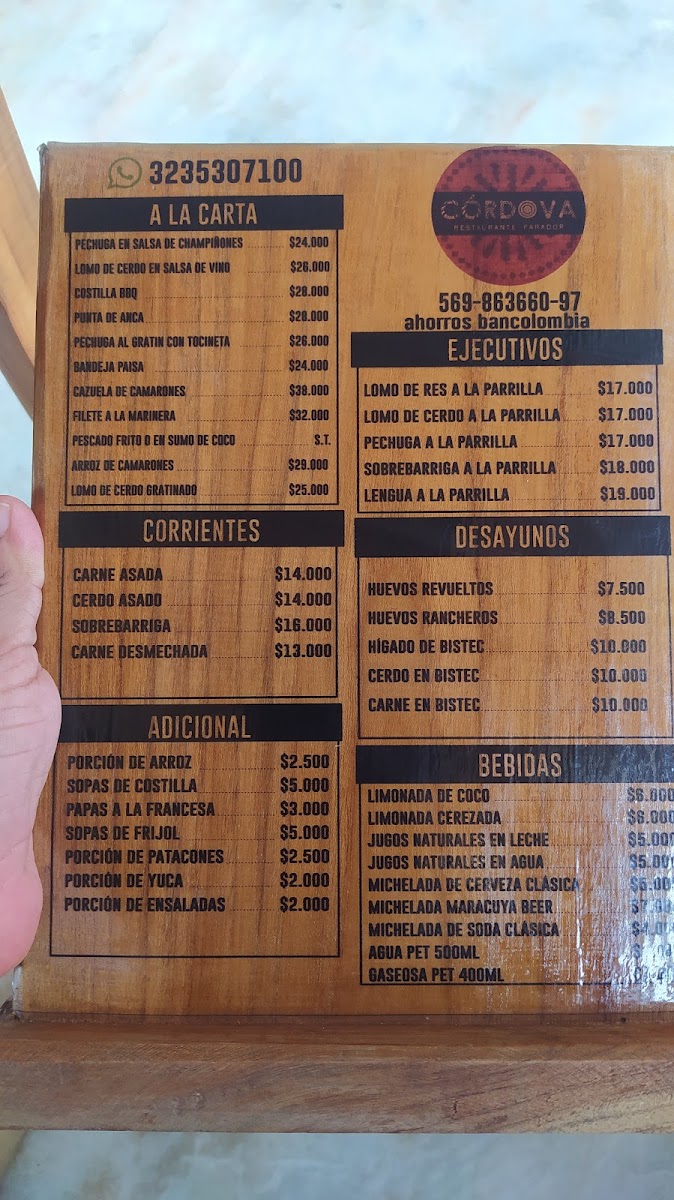 3235307100
A LA CARTA
PECHUGA EN SALSA DE CHAMPIÑONES $24.000
LOMO DE CERDO EN SALSA DE VINO $26.000
COSTILLA BBQ $28.000
PUNTA DE ANCA $28.000
PECHUGA AL GRATIN CON TOCINETA $26.000
BANDEJA PAISA $24.000
CAZUELA DE CAMARONES $38.000
FILETE A LA MARINERA $32.000
PESCADO FRITO O EN SUMO DE COCO S.T.
ARROZ DE CAMARONES $29.000
LOMO DE CERDO GRATINADO $25.000
CORRIENTES
CARNE ASADA $14.000
CERDO ASADO $14.000
SOBREBARRIGA $16.000
CARNE DESMECHADA $13.000
ADICIONAL
PORCIÓN DE ARROZ $2.500
SOPAS DE COSTILLA $5.000
PAPAS A LA FRANCESA $3.000
SOPAS DE FRIJOL $5.000
PORCIÓN DE PATACONES $2.500
PORCIÓN DE YUCA $2.000
PORCIÓN DE ENSALADAS $2.000
CÓRDOVA
RESTAURANTE PARADOR
569-863660-97
ahorros bancolombia
EJECUTIVOS
LOMO DE RES A LA PARRILLA $17.000
LOMO DE CERDO A LA PARRILLA $17.000
PECHUGA A LA PARRILLA $17.000
SOBREBARRIGA A LA PARRILLA $18.000
LENGUA A LA PARRILLA $19.000
DESAYUNOS
HUEVOS REVUELTOS $7.500
HUEVOS RANCHEROS $8.500
HÍGADO DE BISTEC $10.000
CERDO EN BISTEC $10.000
CARNE EN BISTEC $10.000
BEBIDAS
LIMONADA DE COCO $6.000
LIMONADA CEREZADA $6.000
JUGOS NATURALES EN LECHE $5.000
JUGOS NATURALES EN AGUA
MICHELADA DE CERVEZA CLÁSICA
MICHELADA MARACUYA BEER
MICHELADA DE SODA CLÁSICA
AGUA PET 500ML
GASEOSA PET 400ML